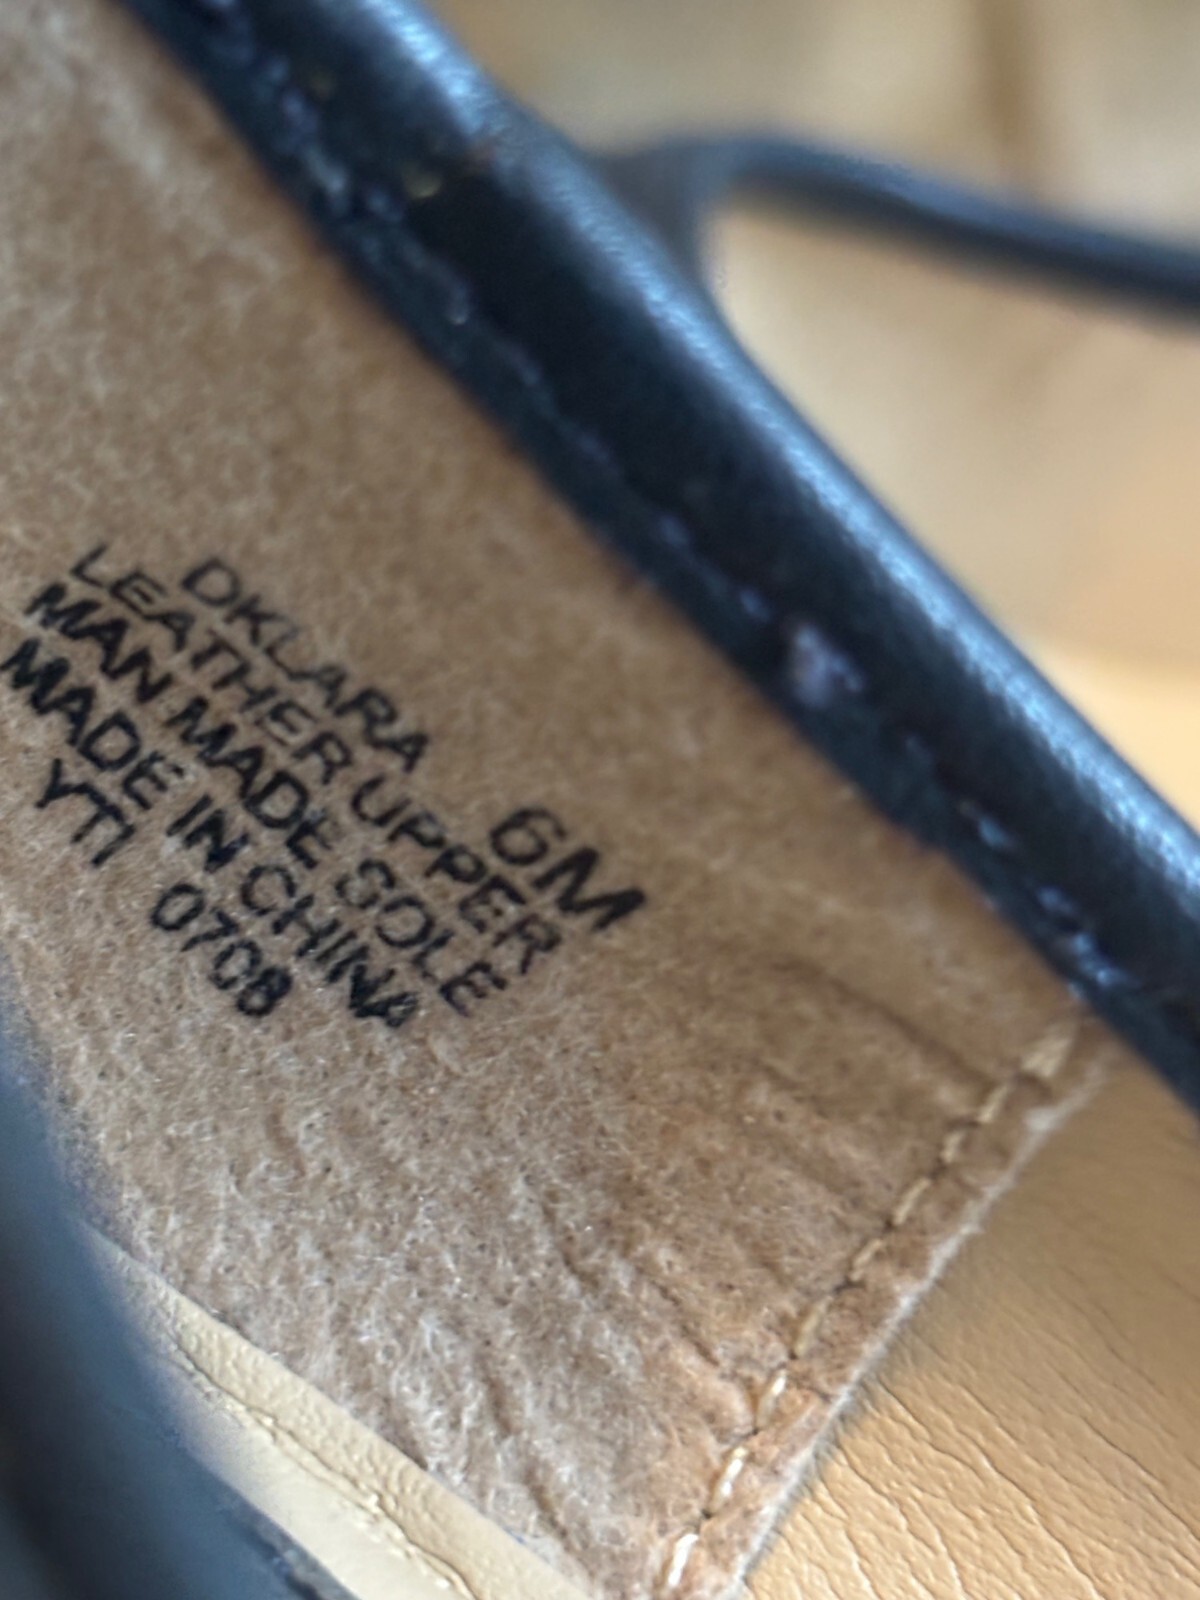 DKLARA
6M
LEATHER UPPER
MAN MADE SOLE
MADE IN CHINA
YTI 0708